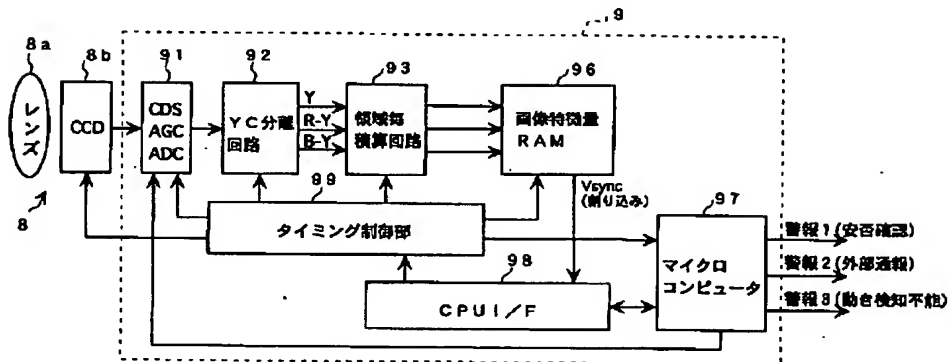 9
8a
レンズ
8
8b
CCD
91
CDS
AGC
ADC
92
YC分離
回路
Y
R-Y
B-Y
93
領域毎
積算回路
96
画像特徴量
RAM
Vsync
(割り込み)
99
タイミング制御部
98
CPUI/F
97
マイクロ
コンピュータ
警報1(安否確認)
警報2(外部通報)
警報3(動き検知不能)